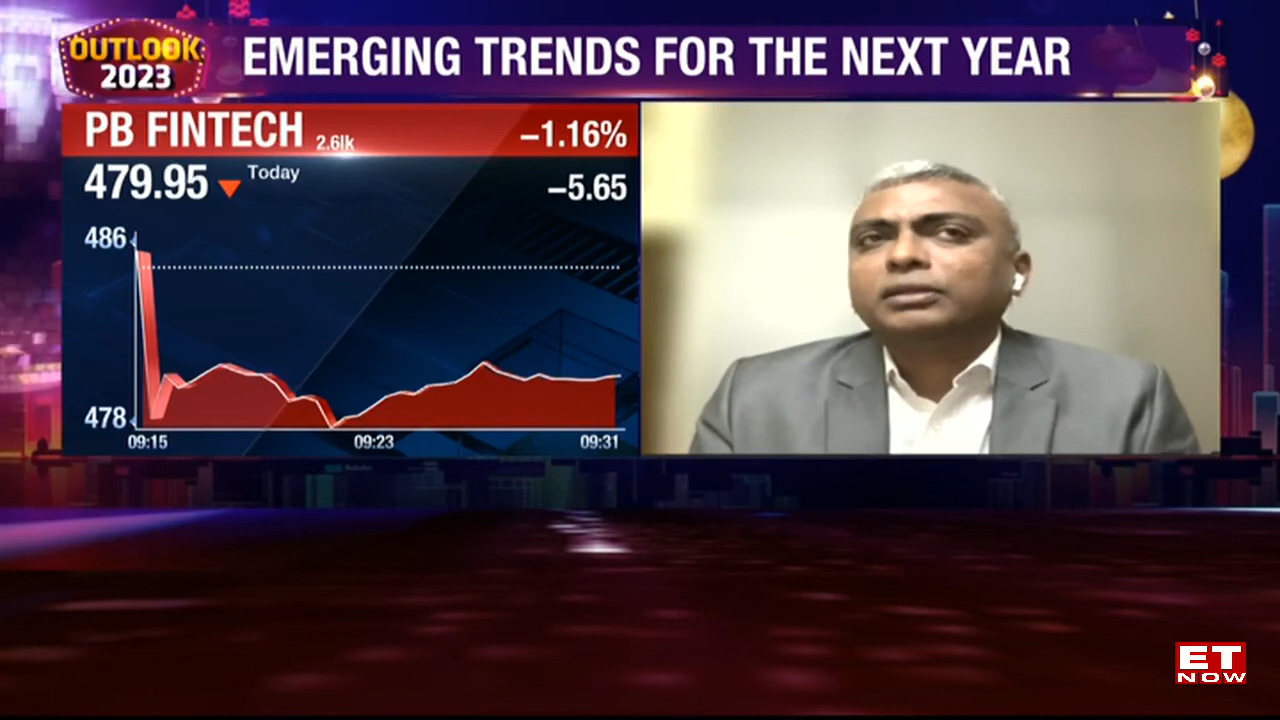 OUTLOOK
2023
EMERGING TRENDS FOR THE NEXT YEAR
PB FINTECH 2.6lk -1.16%
479.95 Today -5.65
486
478
09:15 09:23 09:31
ET
NOW